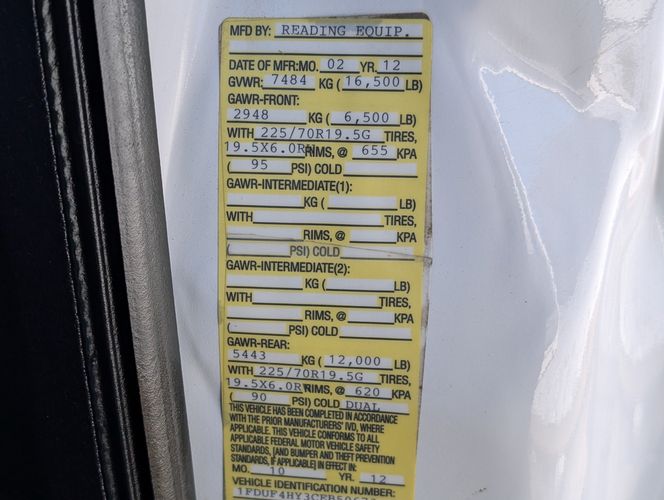 MFD BY: READING EQUIP.
DATE OF MFR:MO. 02 YR. 12
GVWR: 7484 KG ( 16,500 LB)
GAWR-FRONT:
2948 KG ( 6,500 LB)
WITH 225/70R19.5G TIRES,
19.5X6.0RW RIMS, @ 655 KPA
( 95 PSI) COLD
GAWR-INTERMEDIATE(1):
KG ( LB)
WITH TIRES,
RIMS, @ KPA
( PSI) COLD
GAWR-INTERMEDIATE(2):
KG ( LB)
WITH TIRES,
RIMS, @ KPA
( PSI) COLD
GAWR-REAR:
5443 KG ( 12,000 LB)
WITH 225/70R19.5G TIRES,
19.5X6.0RW RIMS, @ 620 KPA
( 90 PSI) COLD DUAL
THIS VEHICLE HAS BEEN COMPLETED IN ACCORDANCE
WITH THE PRIOR MANUFACTURERS' IVD, WHERE
APPLICABLE. THIS VEHICLE CONFORMS TO ALL
APPLICABLE FEDERAL MOTOR VEHICLE SAFETY
STANDARDS, [AND BUMPER AND THEFT PREVENTION
STANDARDS, IF APPLICABLE] IN EFFECT IN:
MO. 10 YR. 12
VEHICLE IDENTIFICATION NUMBER: